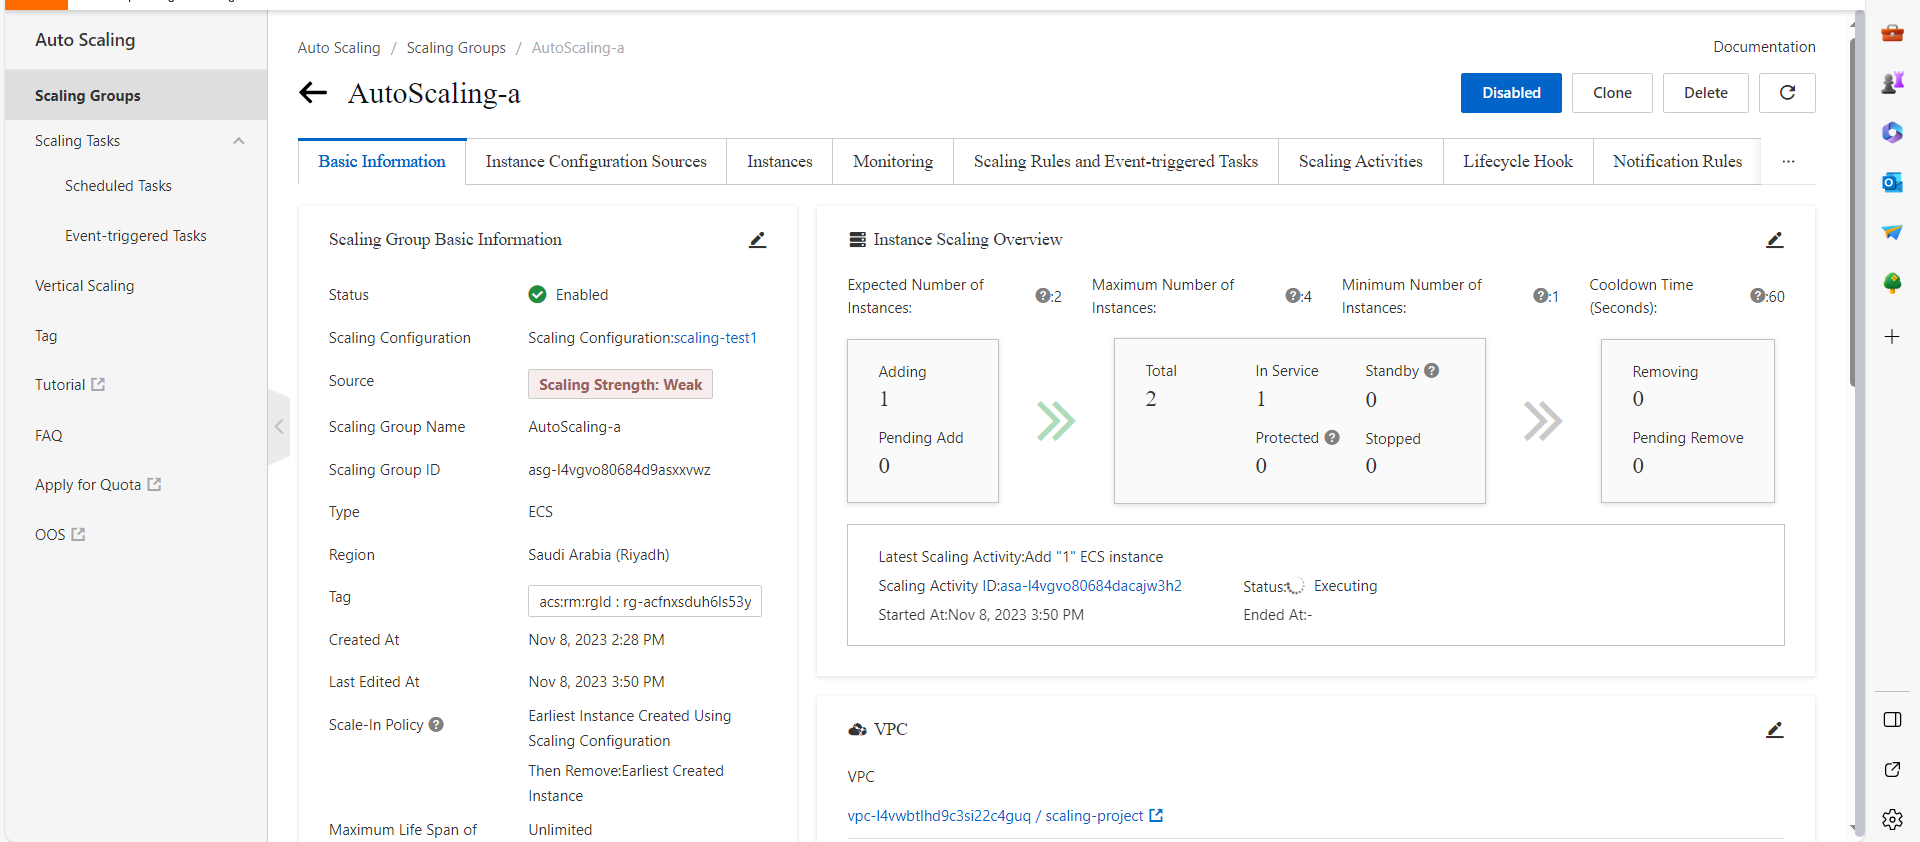 Auto Scaling
Scaling Groups
Scaling Tasks
Scheduled Tasks
Event-triggered Tasks
Vertical Scaling
Tag
Tutorial
FAQ
Apply for Quota
OOS
Auto Scaling / Scaling Groups / AutoScaling-a
Documentation
AutoScaling-a
Disabled Clone Delete
Basic Information Instance Configuration Sources Instances Monitoring Scaling Rules and Event-triggered Tasks Scaling Activities Lifecycle Hook Notification Rules ...
Scaling Group Basic Information
Status Enabled
Scaling Configuration Scaling Configuration:scaling-test1
Source Scaling Strength: Weak
Scaling Group Name AutoScaling-a
Scaling Group ID asg-l4vgvo80684d9asxxvwz
Type ECS
Region Saudi Arabia (Riyadh)
Tag acs:rm:rgId : rg-acfnxsduh6ls53y
Created At Nov 8, 2023 2:28 PM
Last Edited At Nov 8, 2023 3:50 PM
Scale-In Policy ? Earliest Instance Created Using
Scaling Configuration
Then Remove:Earliest Created
Instance
Maximum Life Span of Unlimited
Instance Scaling Overview
Expected Number of
Instances: ?:2
Maximum Number of
Instances: ?:4
Minimum Number of
Instances: ?:1
Cooldown Time
(Seconds): ?:60
Adding
1
Pending Add
0
Total
2
In Service
1
Standby ?
0
Protected ?
0
Stopped
0
Removing
0
Pending Remove
0
Latest Scaling Activity:Add "1" ECS instance
Scaling Activity ID:asa-l4vgvo80684dacajw3h2 Status: Executing
Started At:Nov 8, 2023 3:50 PM Ended At:-
VPC
VPC
vpc-l4vwbtlhd9c3si22c4guq / scaling-project